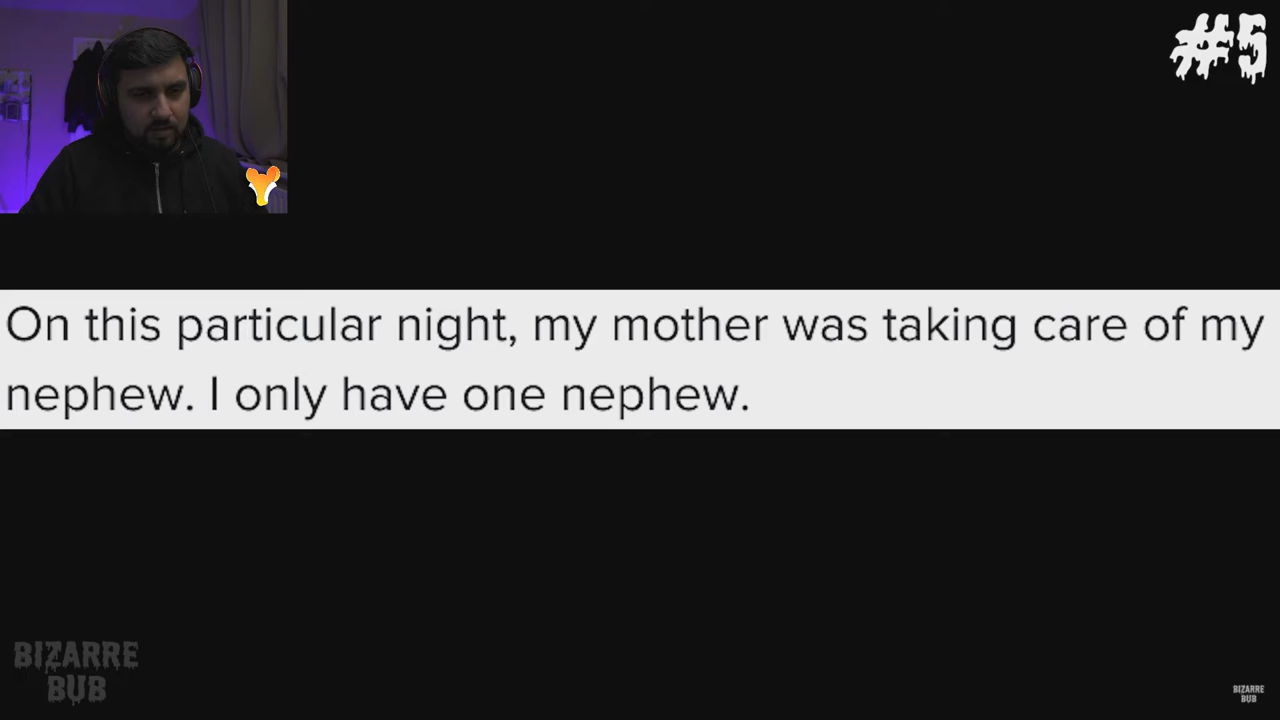 #5
On this particular night, my mother was taking care of my
nephew. I only have one nephew.
BIZARRE
BUB
BIZARRE
BUB